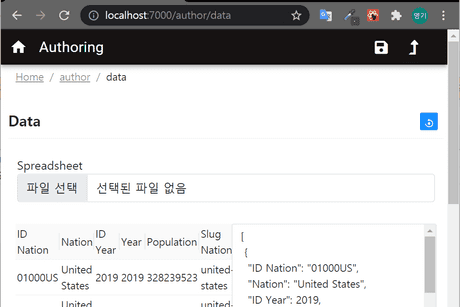 localhost:7000/author/data
영기
Authoring
Home / author / data
Data
Spreadsheet
파일 선택 선택된 파일 없음
ID Nation Nation ID Year Year Population Slug Nation
01000US United States 2019 2019 328239523 united-states
United united-
[
{
"ID Nation": "01000US",
"Nation": "United States",
"ID Year": 2019,